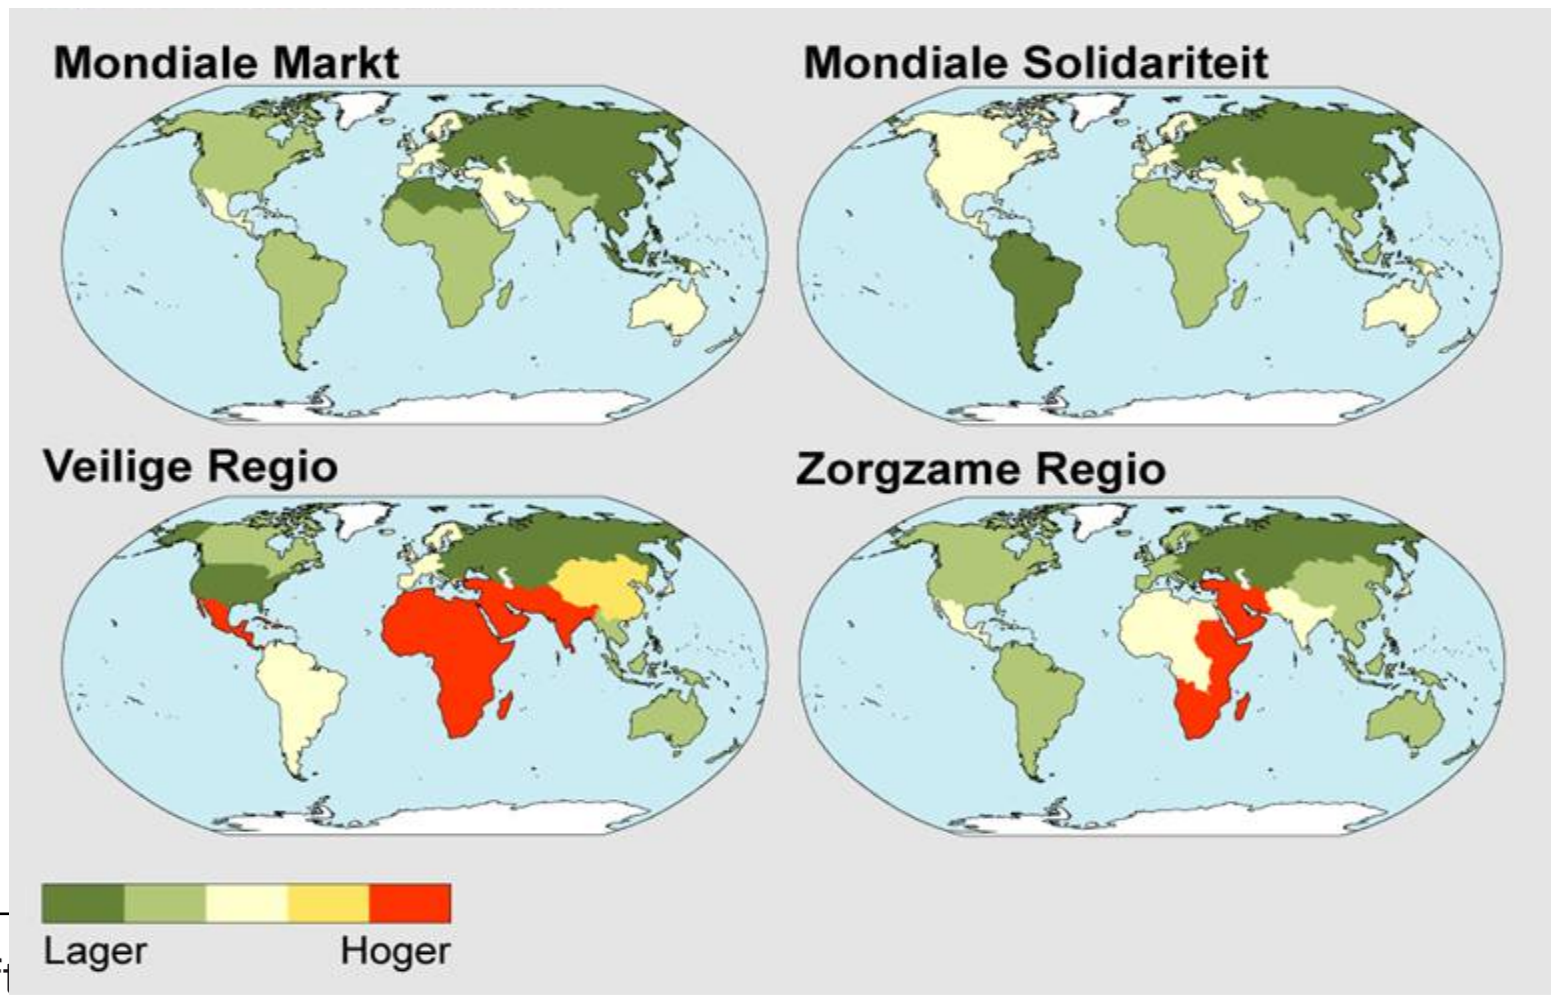 Mondiale Markt
Mondiale Solidariteit
Veilige Regio
Zorgzame Regio
Lager
Hoger